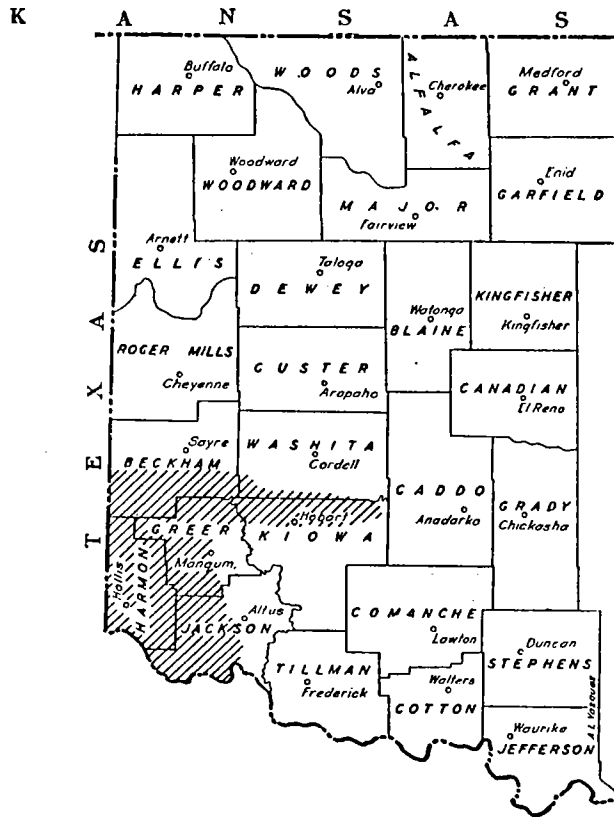 K A N S A S
Buffalo
HARPER
WOODS
Alva
ALFALFA
Cherokee
Medford
GRANT
Woodward
WOODWARD
MAJOR
Fairview
Enid
GARFIELD
Arnett
ELLIS
Taloga
DEWEY
Watonga
BLAINE
KINGFISHER
Kingfisher
TEXAS
ROGER MILLS
Cheyenne
CUSTER
Arapaho
CANADIAN
El Reno
Sayre
BECKHAM
WASHITA
Cordell
CADDO
Anadarko
GRADY
Chickasha
GREER
Mangum
Hobart
KIOWA
Hollis
HARMON
Altus
JACKSON
COMANCHE
Lawton
Duncan
STEPHENS
TILLMAN
Frederick
Walters
COTTON
Waurika
JEFFERSON
A L Vazquez